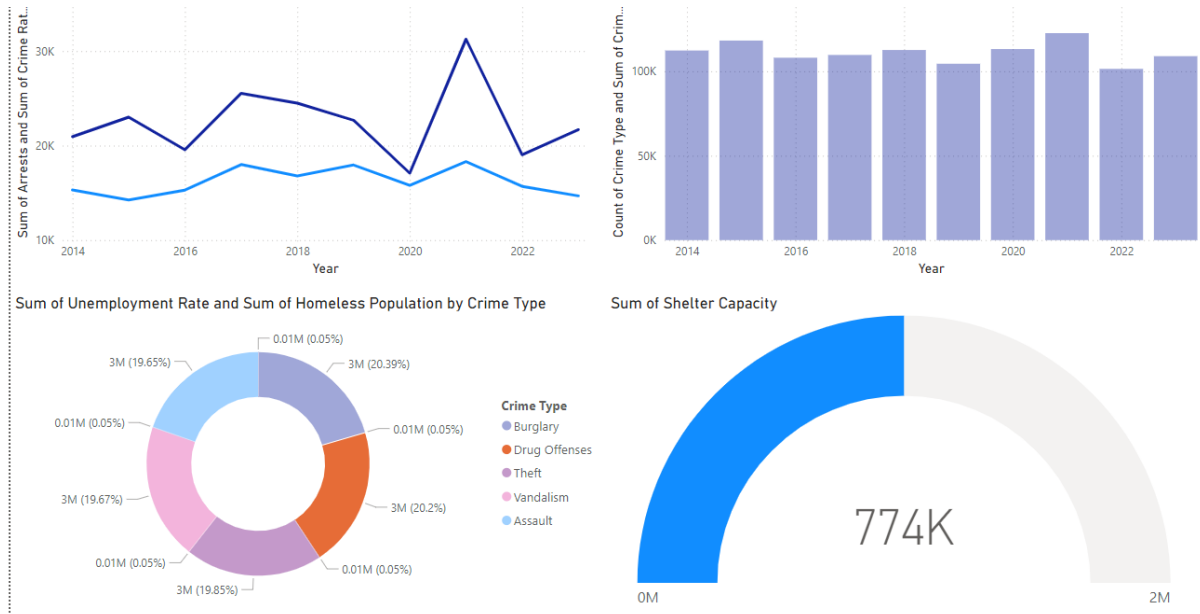 Sum of Arrests and Sum of Crime Rat...
30K
20K
10K
2014
2016
2018
2020
2022
Year
Count of Crime Type and Sum of Crim...
100K
50K
0K
2014
2016
2018
2020
2022
Year
Sum of Unemployment Rate and Sum of Homeless Population by Crime Type
0.01M (0.05%)
3M (20.39%)
0.01M (0.05%)
3M (20.2%)
0.01M (0.05%)
3M (19.85%)
0.01M (0.05%)
3M (19.67%)
0.01M (0.05%)
3M (19.65%)
Crime Type
Burglary
Drug Offenses
Theft
Vandalism
Assault
Sum of Shelter Capacity
774K
0M
2M